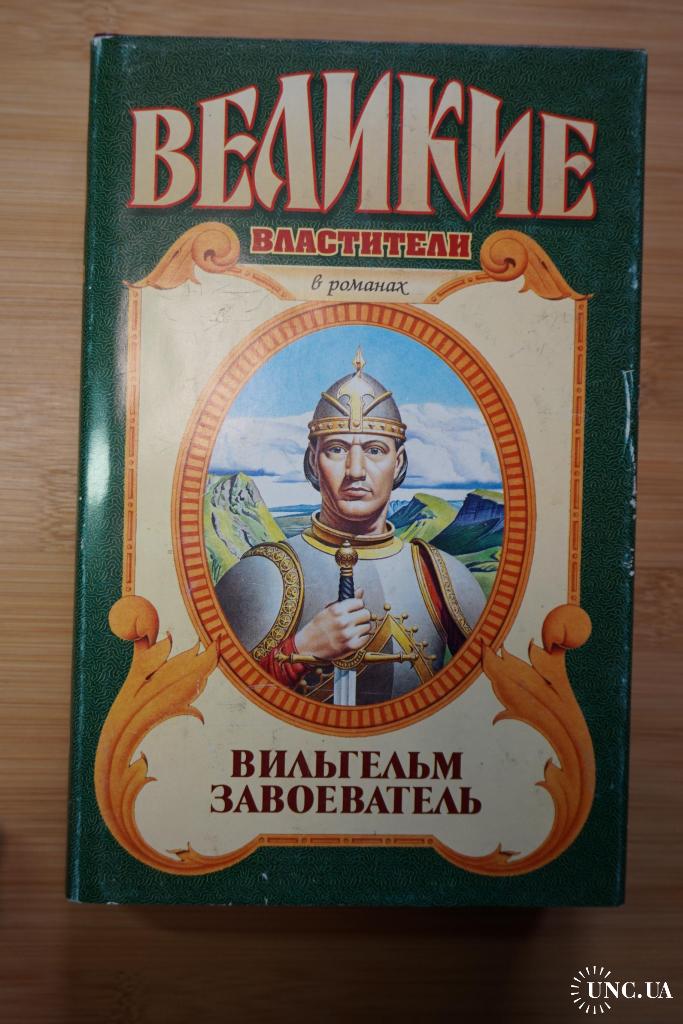 ВЕЛИКИЕ
ВЛАСТИТЕЛИ
в романах
ВИЛЬГЕЛЬМ
ЗАВОЕВАТЕЛЬ
UNC.UA